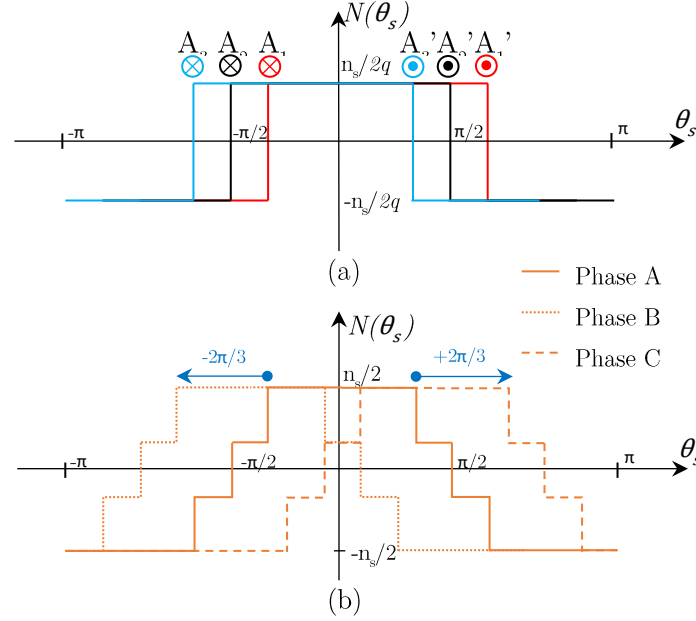 N(θₛ)
A₃ A₂ A₁ A₃' A₂' A₁'
nₛ/2q
-π -π/2 π/2 π θₛ
-nₛ/2q
(a)
Phase A
Phase B
Phase C
N(θₛ)
-2π/3 +2π/3
nₛ/2
-π -π/2 π/2 π θₛ
-nₛ/2
(b)